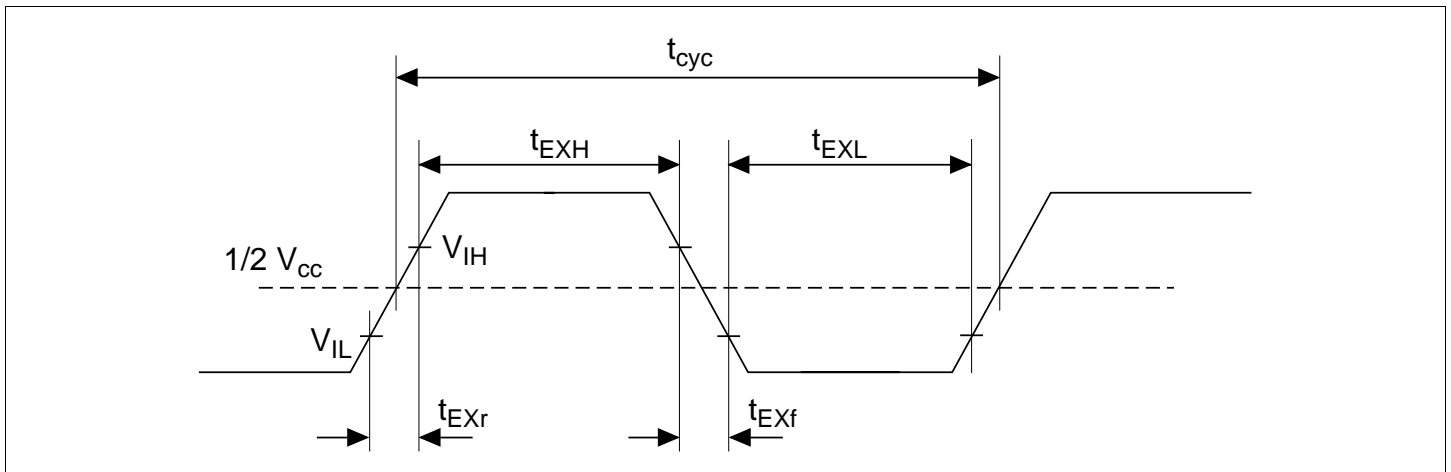 tcyc
tEXH
tEXL
1/2 Vcc
VIH
VIL
tEXr
tEXf